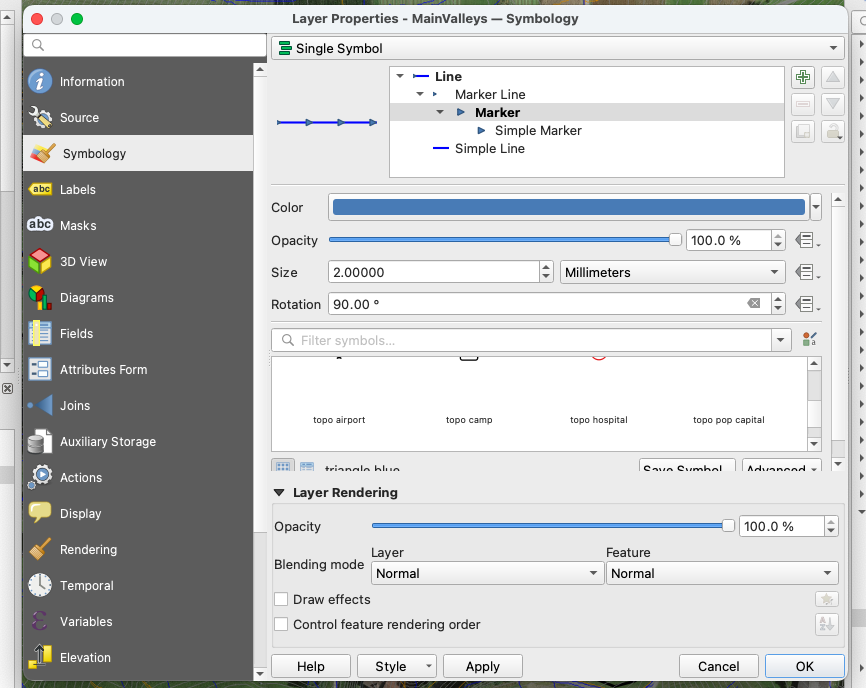 Layer Properties - MainValleys — Symbology
Information
Source
Symbology
abc Labels
abc Masks
3D View
Diagrams
Fields
Attributes Form
Joins
Auxiliary Storage
Actions
Display
Rendering
Temporal
Variables
Elevation
Single Symbol
Line
Marker Line
Marker
Simple Marker
Simple Line
Color
Opacity 100.0 %
Size 2.00000 Millimeters
Rotation 90.00 °
Filter symbols...
topo airport topo camp topo hospital topo pop capital
triangle blue Save Symbol Advanced
Layer Rendering
Opacity 100.0 %
Layer Feature
Blending mode Normal Normal
Draw effects
Control feature rendering order
Help Style Apply Cancel OK